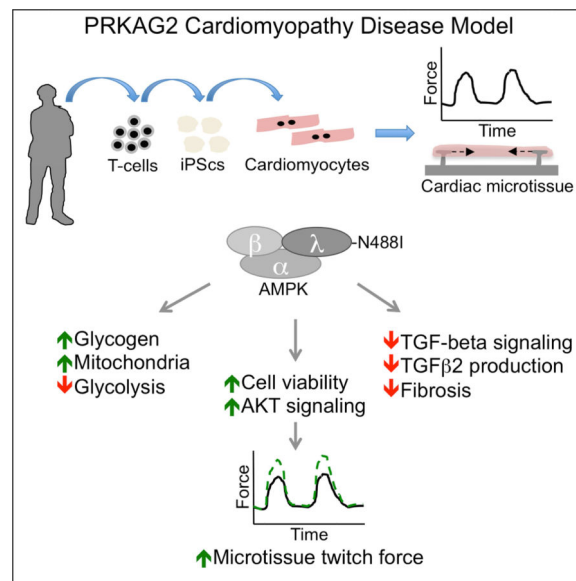 PRKAG2 Cardiomyopathy Disease Model
Force
Time
T-cells
iPScs
Cardiomyocytes
Cardiac microtissue
β
λ
-N488I
α
AMPK
Glycogen
Mitochondria
Glycolysis
Cell viability
AKT signaling
TGF-beta signaling
TGFβ2 production
Fibrosis
Force
Time
Microtissue twitch force